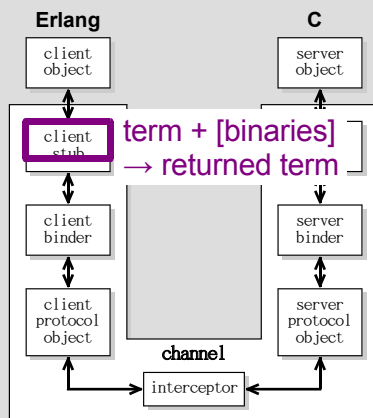 Erlang
C
client
object
server
object
client
stub
term + [binaries]
→ returned term
client
binder
server
binder
client
protocol
object
server
protocol
object
channel
interceptor